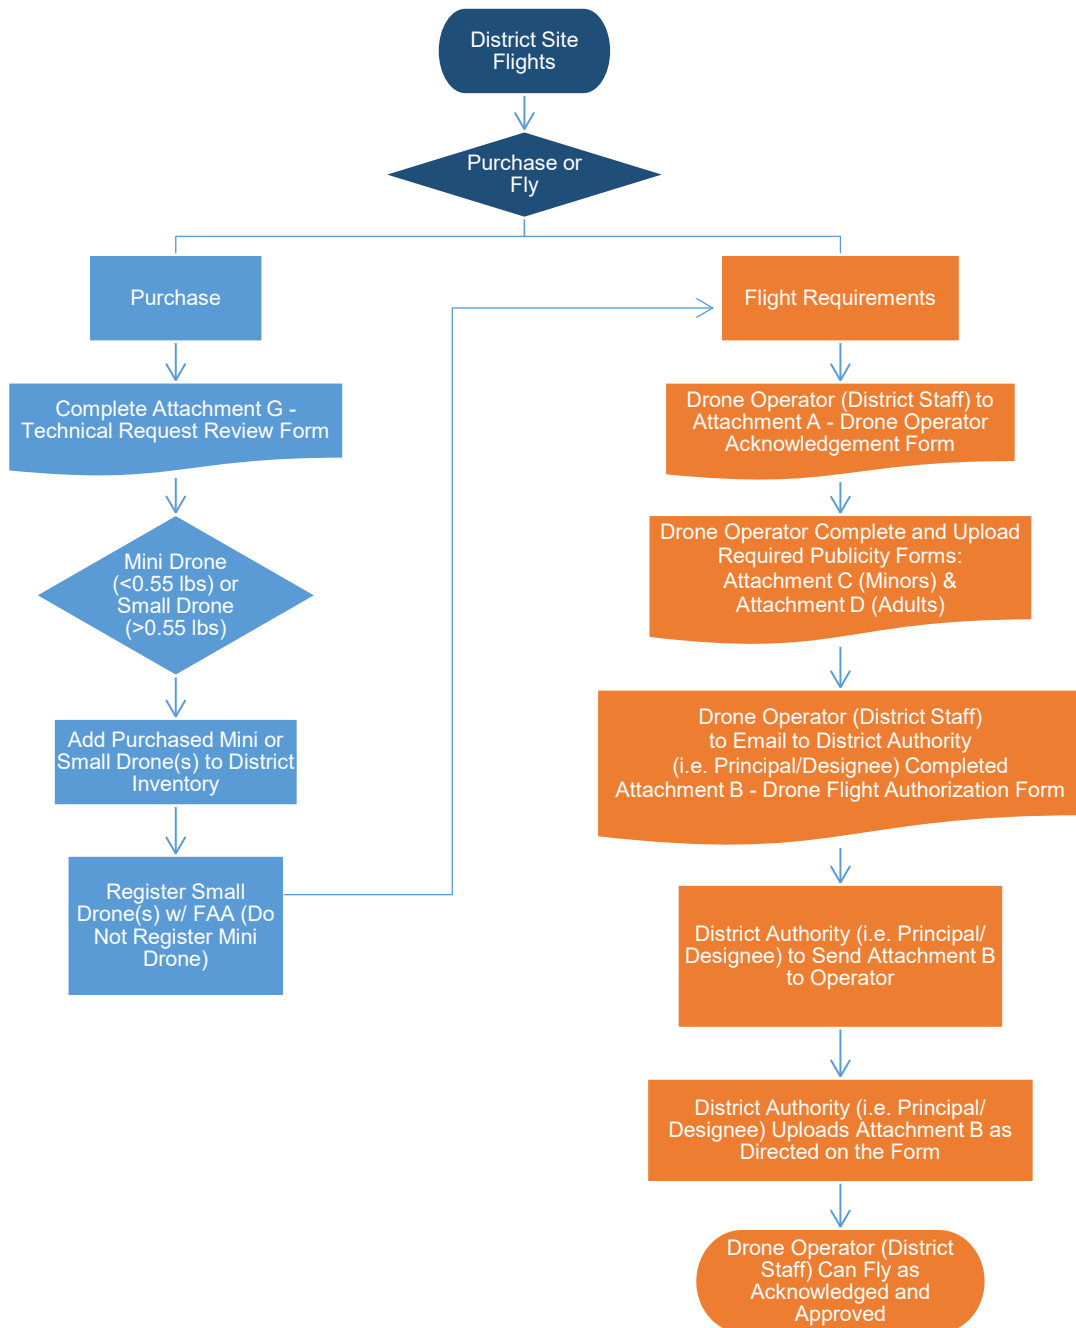 District Site
Flights
Purchase or
Fly
Purchase
Complete Attachment G -
Technical Request Review Form
Mini Drone
(<0.55 lbs) or
Small Drone
(>0.55 lbs)
Add Purchased Mini or
Small Drone(s) to District
Inventory
Register Small
Drone(s) w/ FAA (Do
Not Register Mini
Drone)
Flight Requirements
Drone Operator (District Staff) to
Attachment A - Drone Operator
Acknowledgement Form
Drone Operator Complete and Upload
Required Publicity Forms:
Attachment C (Minors) &
Attachment D (Adults)
Drone Operator (District Staff)
to Email to District Authority
(i.e. Principal/Designee) Completed
Attachment B - Drone Flight Authorization Form
District Authority (i.e. Principal/
Designee) to Send Attachment B
to Operator
District Authority (i.e. Principal/
Designee) Uploads Attachment B as
Directed on the Form
Drone Operator (District
Staff) Can Fly as
Acknowledged and
Approved